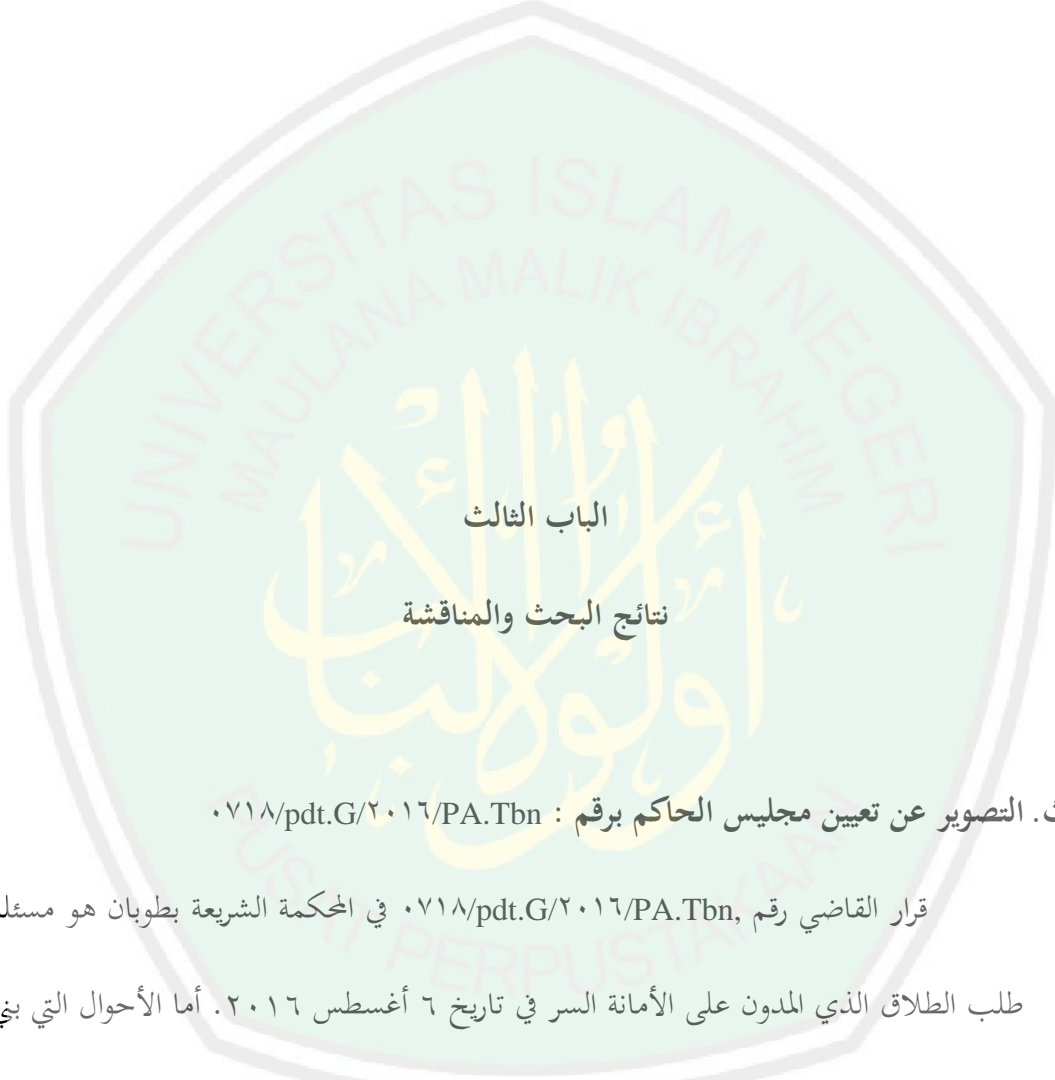 UNIVERSITAS ISLAM NEGERI
MAULANA MALIK IBRAHIM
الباب الثالث
نتائج البحث والمناقشة
ث. التصوير عن تعيين مجليس الحاكم برقم : ٠٧١٨/pdt.G/٢٠١٦/PA.Tbn
قرار القاضي رقم ,٠٧١٨/pdt.G/٢٠١٦/PA.Tbn في المحكمة الشريعة بطوبان هو مسئلة
طلب الطلاق الذي المدون على الأمانة السر في تاريخ ٦ أغسطس ٢٠١٦. أما الأحوال التي
PUSAT PERPUSTAKAAN